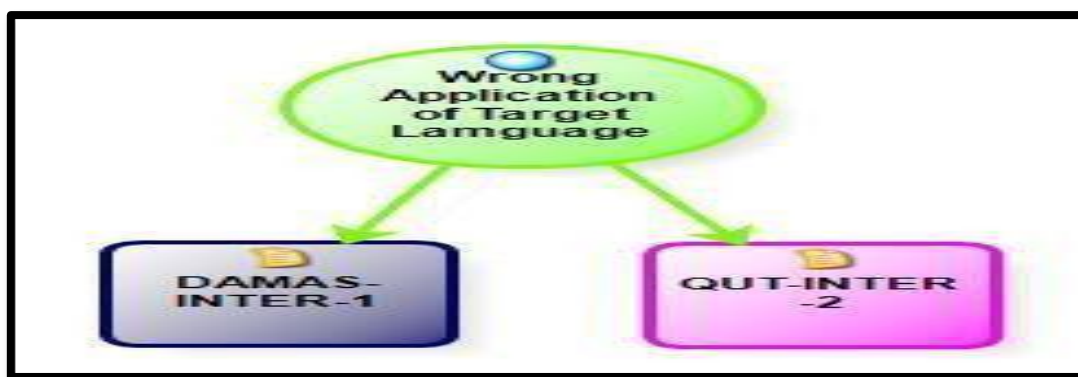 Wrong
Application
of Target
Lamguage
DAMAS-
INTER-1
QUT-INTER
-2